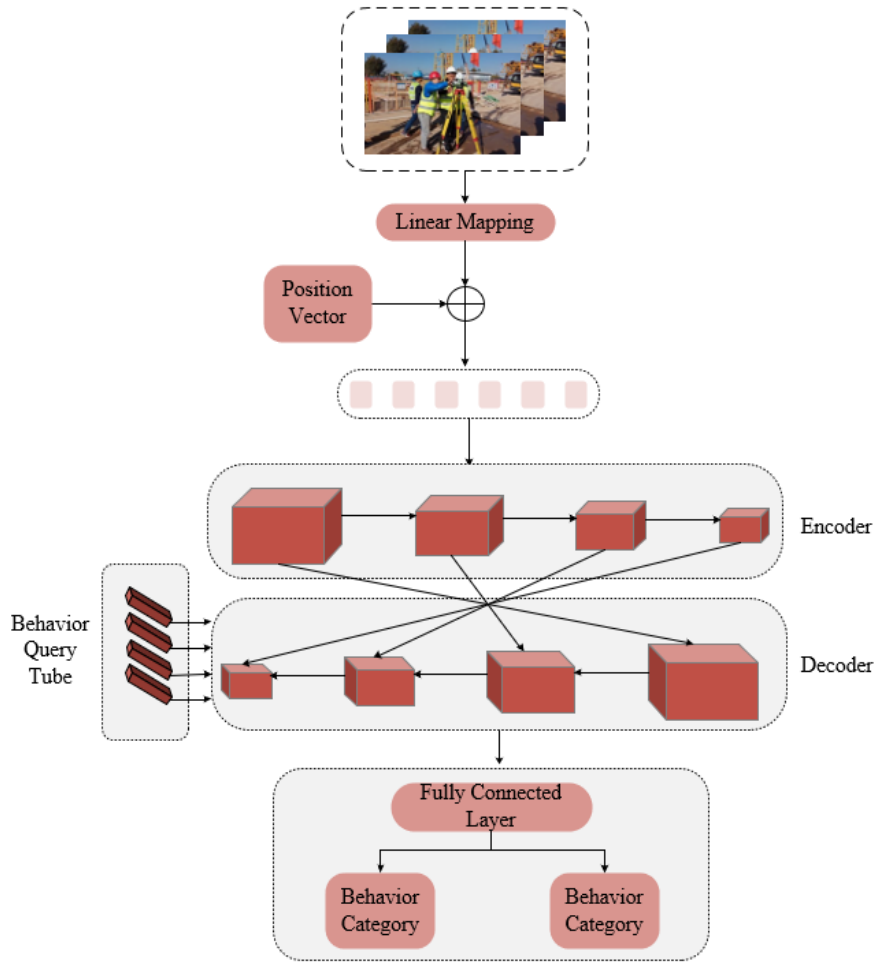 Linear Mapping
Position
Vector
Encoder
Behavior
Query
Tube
Decoder
Fully Connected
Layer
Behavior
Category
Behavior
Category